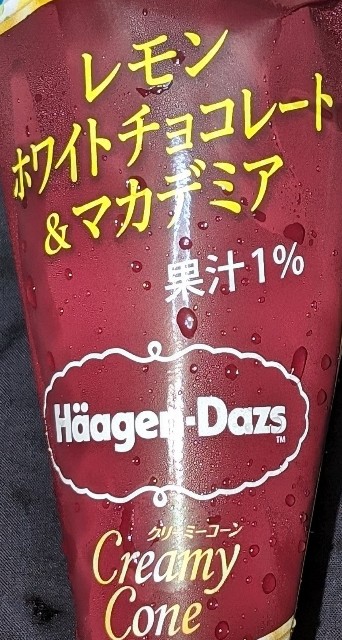 レモン
ホワイトチョコレート
&マカデミア
果汁1%
Häagen-Dazs
TM
クリーミーコーン
Creamy
Cone